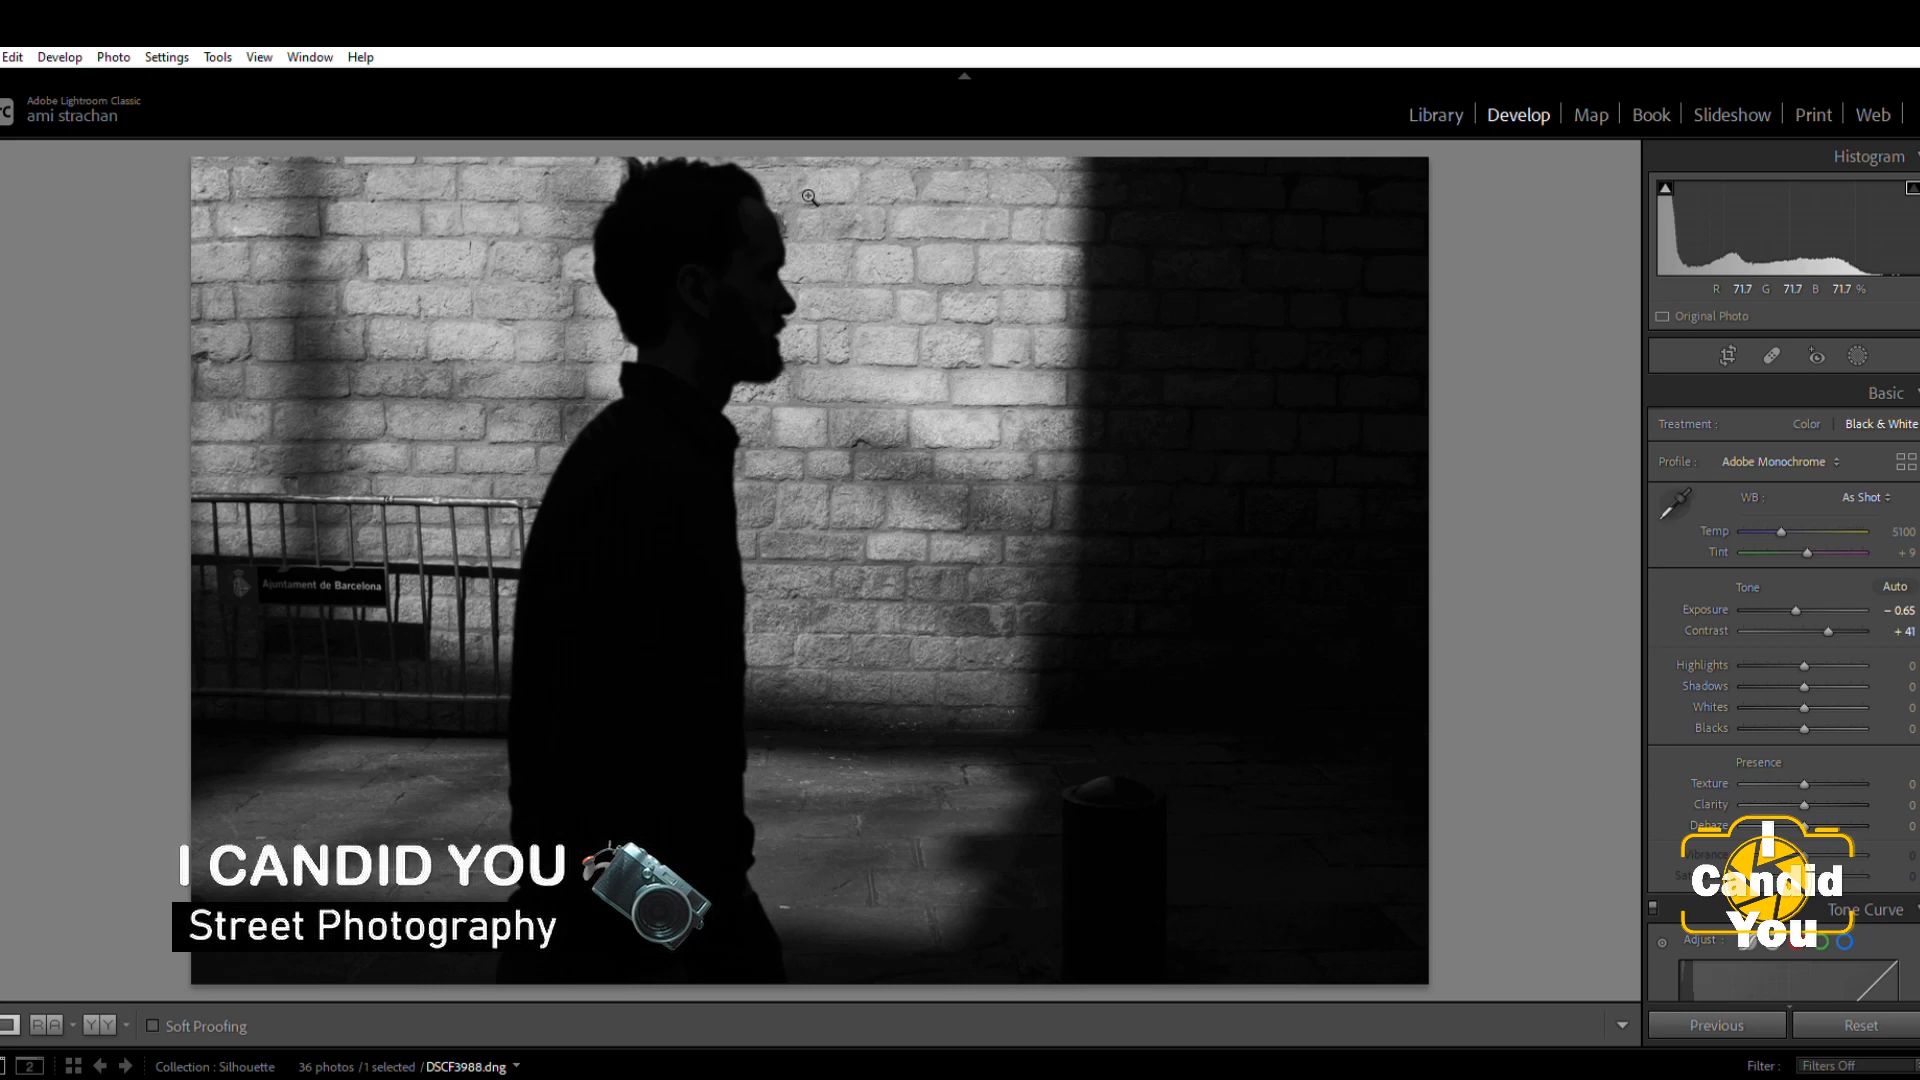 Edit Develop Photo Settings Tools View Window Help
Adobe Lightroom Classic
ami strachan
Library Develop Map Book Slideshow Print Web
Histogram
R 71.7 G 71.7 B 71.7 %
Original Photo
Basic
Treatment : Color Black & White
Profile : Adobe Monochrome
WB : As Shot
Temp 5100
Tint + 9
Tone Auto
Exposure - 0.65
Contrast + 41
Highlights 0
Shadows 0
Whites 0
Blacks 0
Presence
Texture 0
Clarity 0
Dehaze 0
Vibrance 0
0
Tone Curve
Adjust :
I
Candid
You
Ajuntament de Barcelona
I CANDID YOU
Street Photography
Previous Reset
R A Y Y Soft Proofing
2 Collection : Silhouette 36 photos / 1 selected / DSCF3988.dng
Filter : Filters Off